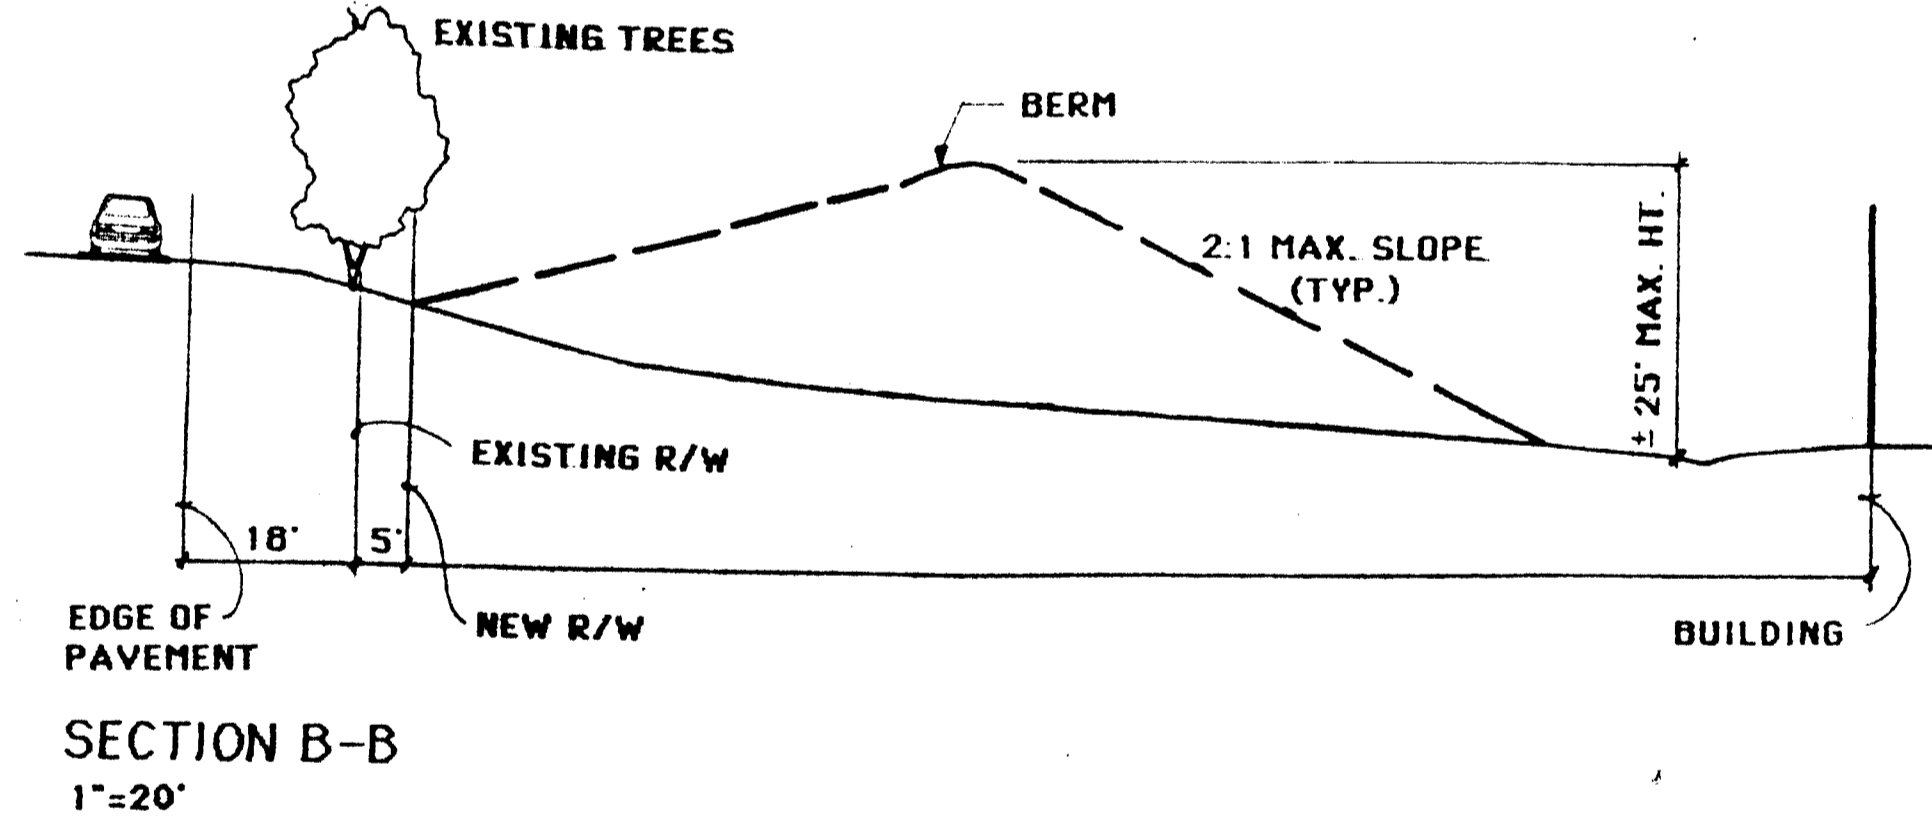 EXISTING TREES
BERM
2:1 MAX. SLOPE
(TYP.)
± 25' MAX. HT.
EXISTING R/W
18'
5'
EDGE OF
PAVEMENT
NEW R/W
BUILDING
SECTION B-B
1"=20'